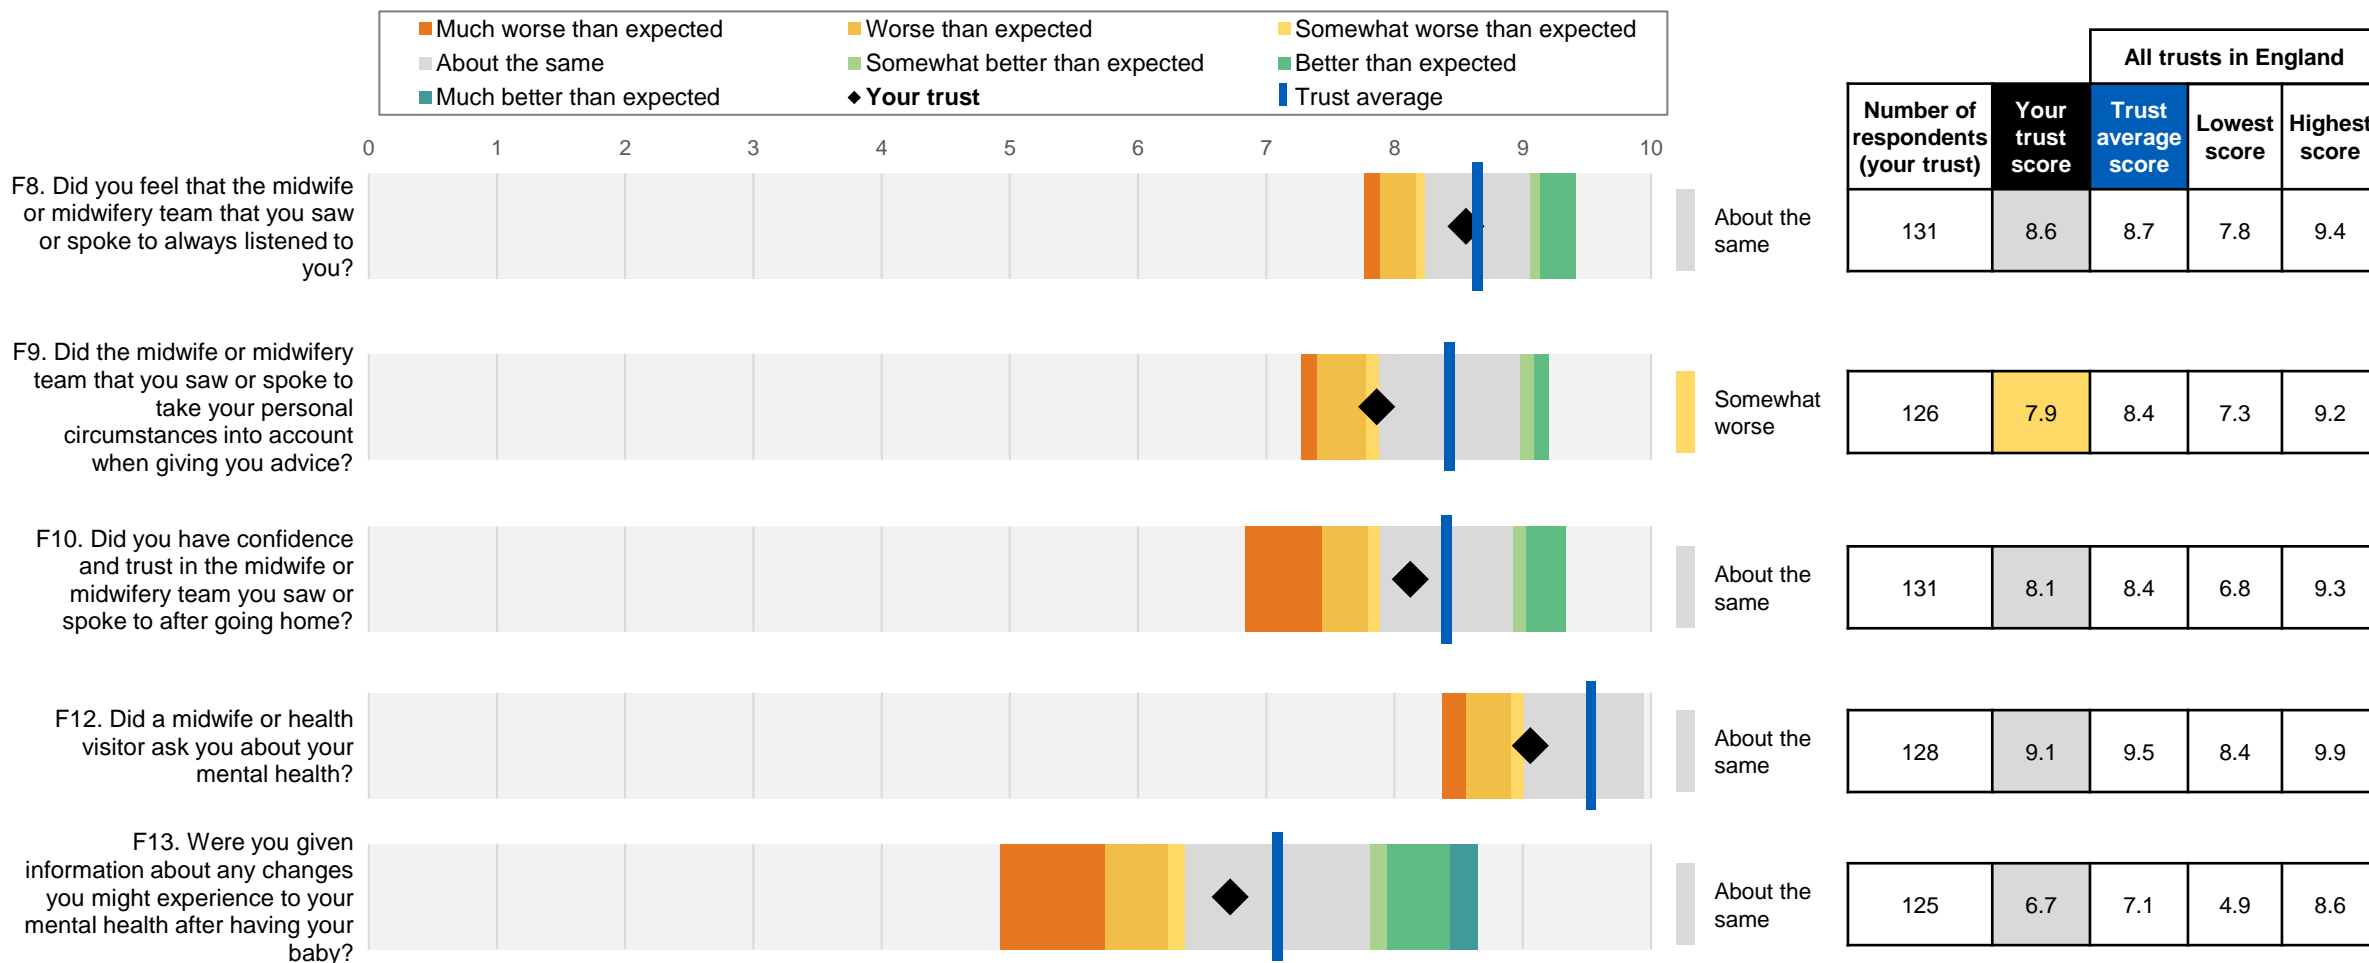 Much worse than expected
Worse than expected
Somewhat worse than expected
About the same
Somewhat better than expected
Better than expected
Much better than expected
Your trust
Trust average
All trusts in England
Number of
respondents
(your trust)
Your
trust
score
Trust
average
score
Lowest
score
Highest
score
0 1 2 3 4 5 6 7 8 9 10
F8. Did you feel that the midwife
or midwifery team that you saw
or spoke to always listened to
you?
About the
same
131 8.6 8.7 7.8 9.4
F9. Did the midwife or midwifery
team that you saw or spoke to
take your personal
circumstances into account
when giving you advice?
Somewhat
worse
126 7.9 8.4 7.3 9.2
F10. Did you have confidence
and trust in the midwife or
midwifery team you saw or
spoke to after going home?
About the
same
131 8.1 8.4 6.8 9.3
F12. Did a midwife or health
visitor ask you about your
mental health?
About the
same
128 9.1 9.5 8.4 9.9
F13. Were you given
information about any changes
you might experience to your
mental health after having your
baby?
About the
same
125 6.7 7.1 4.9 8.6